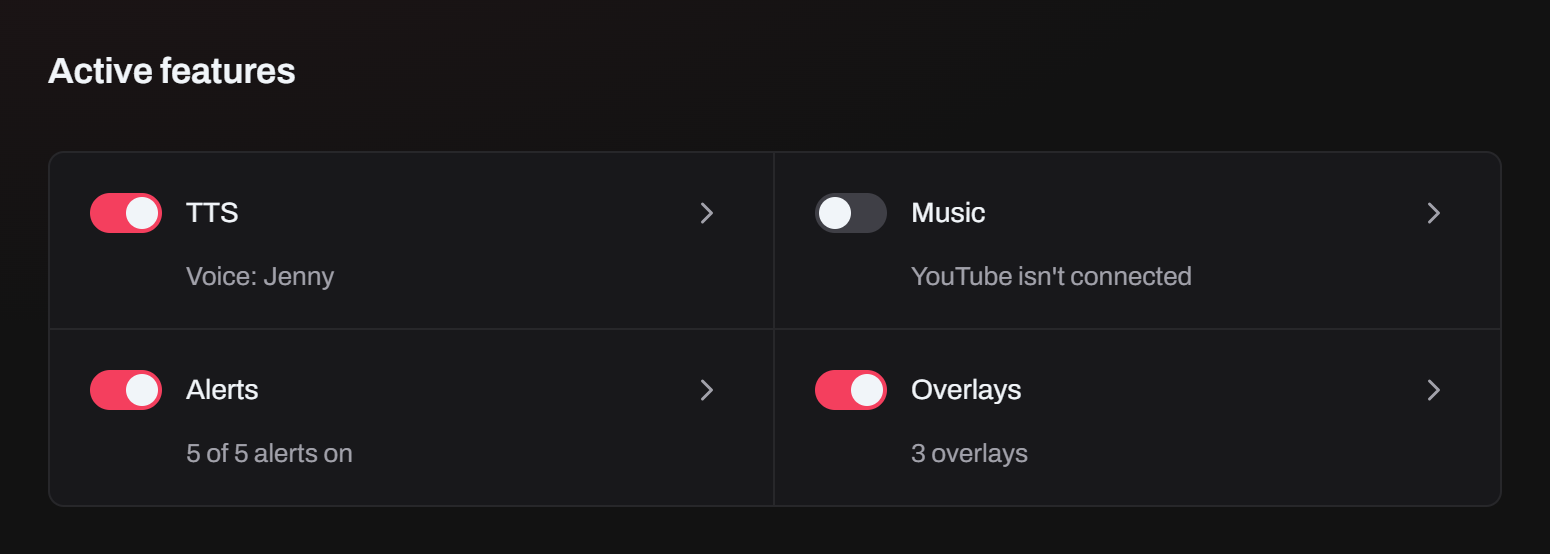 Active features
TTS
Voice: Jenny
Music
YouTube isn't connected
Alerts
5 of 5 alerts on
Overlays
3 overlays